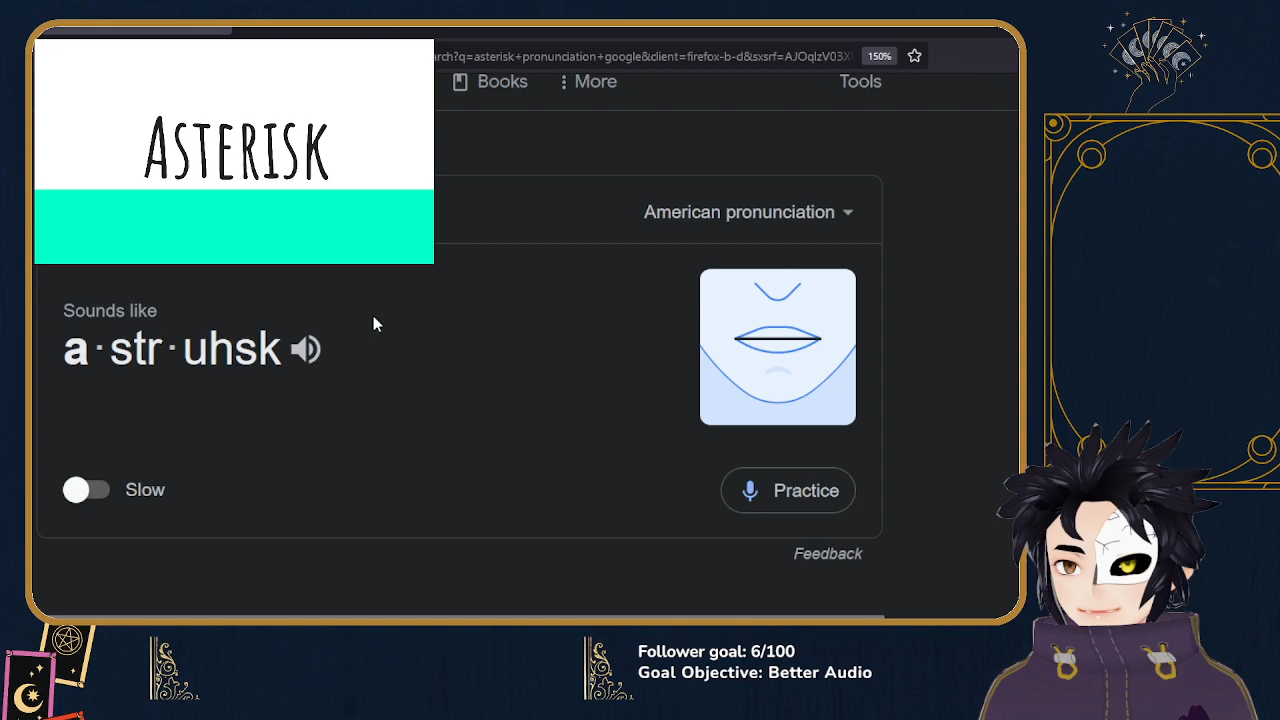 arch?q=asterisk+pronunciation+google&client=firefox-b-d&sxsrf=AJOqlzV03X
150%
Books
More
Tools
ASTERISK
American pronunciation
Sounds like
a·str·uhsk
Slow
Practice
Feedback
Follower goal: 6/100
Goal Objective: Better Audio